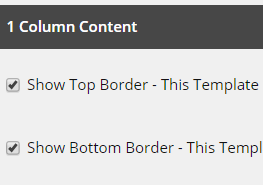 1 Column Content
Show Top Border - This Template
Show Bottom Border - This Templ